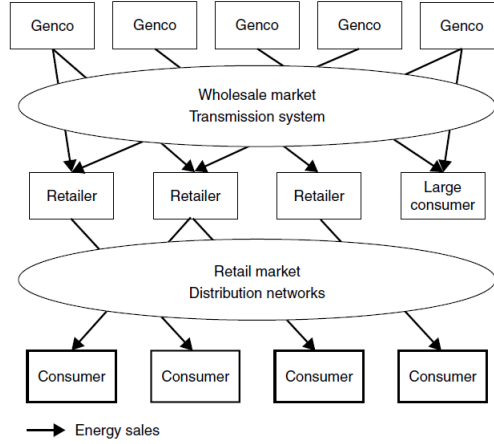 Genco Genco Genco Genco Genco
Wholesale market
Transmission system
Retailer Retailer Retailer Large
consumer
Retail market
Distribution networks
Consumer Consumer Consumer Consumer
Energy sales